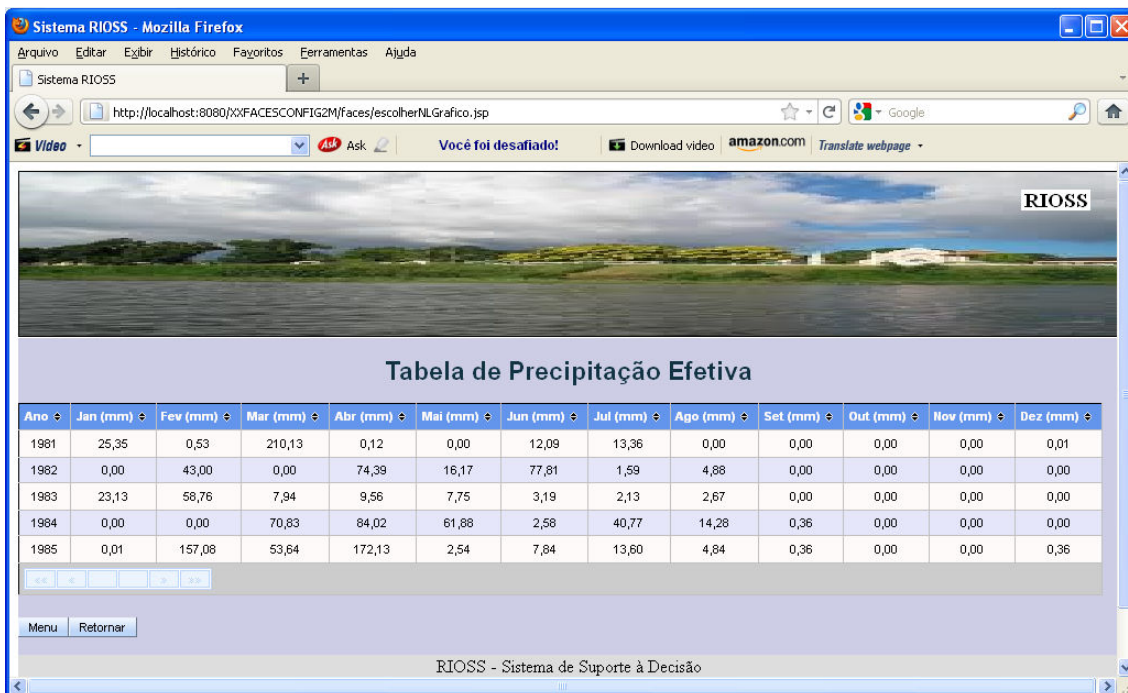 Sistema RIOSS - Mozilla Firefox
Arquivo Editar Exibir Histórico Favoritos Ferramentas Ajuda
Sistema RIOSS +
http://localhost:8080/XXFACESCONFIG2M/faces/escolherNLGrafico.jsp Google
Video Ask Você foi desafiado! Download video amazon.com Translate webpage
RIOSS
Tabela de Precipitação Efetiva
Ano Jan (mm) Fev (mm) Mar (mm) Abr (mm) Mai (mm) Jun (mm) Jul (mm) Ago (mm) Set (mm) Out (mm) Nov (mm) Dez (mm)
1981 25,35 0,53 210,13 0,12 0,00 12,09 13,36 0,00 0,00 0,00 0,00 0,01
1982 0,00 43,00 0,00 74,39 16,17 77,81 1,59 4,88 0,00 0,00 0,00 0,00
1983 23,13 58,76 7,94 9,56 7,75 3,19 2,13 2,67 0,00 0,00 0,00 0,00
1984 0,00 0,00 70,83 84,02 61,88 2,58 40,77 14,28 0,36 0,00 0,00 0,00
1985 0,01 157,08 53,64 172,13 2,54 7,84 13,60 4,84 0,36 0,00 0,00 0,36
«« « » »»
Menu Retornar
RIOSS - Sistema de Suporte à Decisão